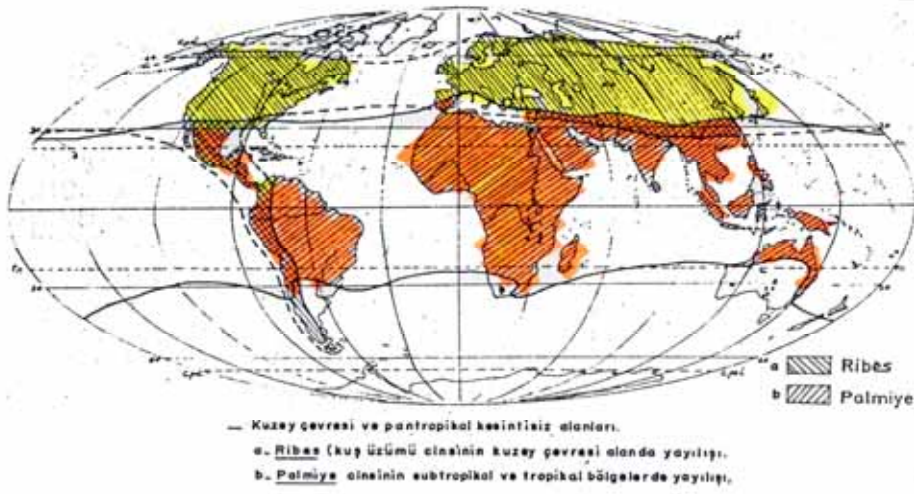 a Ribes
b Palmiye
— Kuzey çevresi ve pantropikal kesintisiz alanları.
a. Ribes (kuş üzümü cinsinin kuzey çevresi alanda yayılışı.
b. Palmiye cinsinin subtropikal ve tropikal bölgelerde yayılışı,